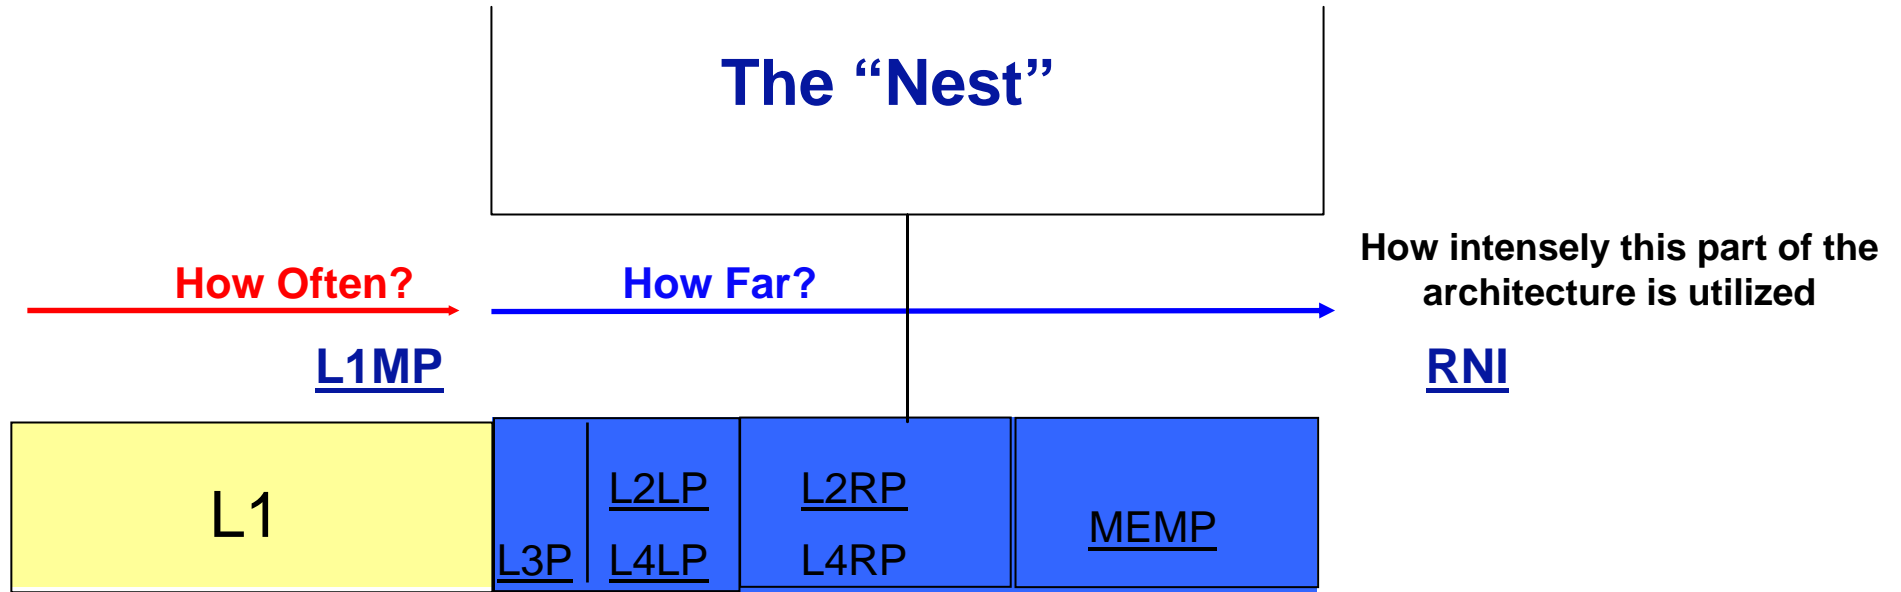 The “Nest”
How Often?
How Far?
How intensely this part of the
architecture is utilized
L1MP
RNI
L1
L3P
L2LP
L4LP
L2RP
L4RP
MEMP